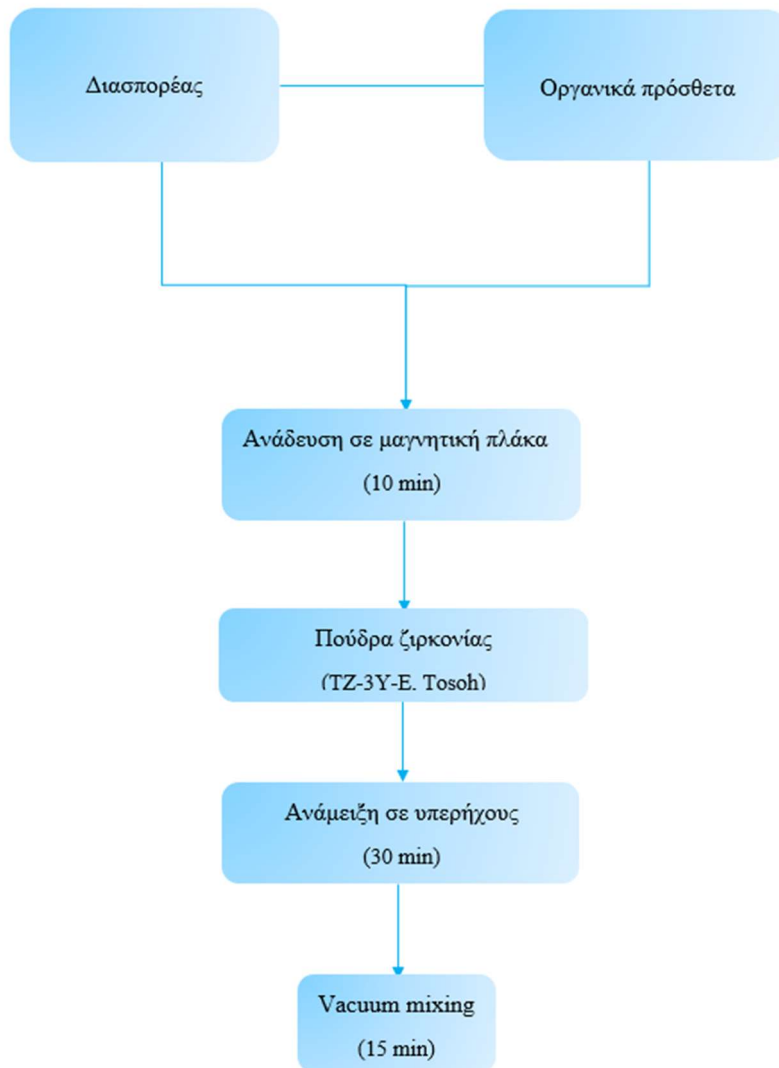 Διασπορέας
Οργανικά πρόσθετα
Ανάδευση σε μαγνητική πλάκα
(10 min)
Πούδρα ζιρκονίας
(TZ-3Y-E, Tosoh)
Ανάμειξη σε υπερήχους
(30 min)
Vacuum mixing
(15 min)